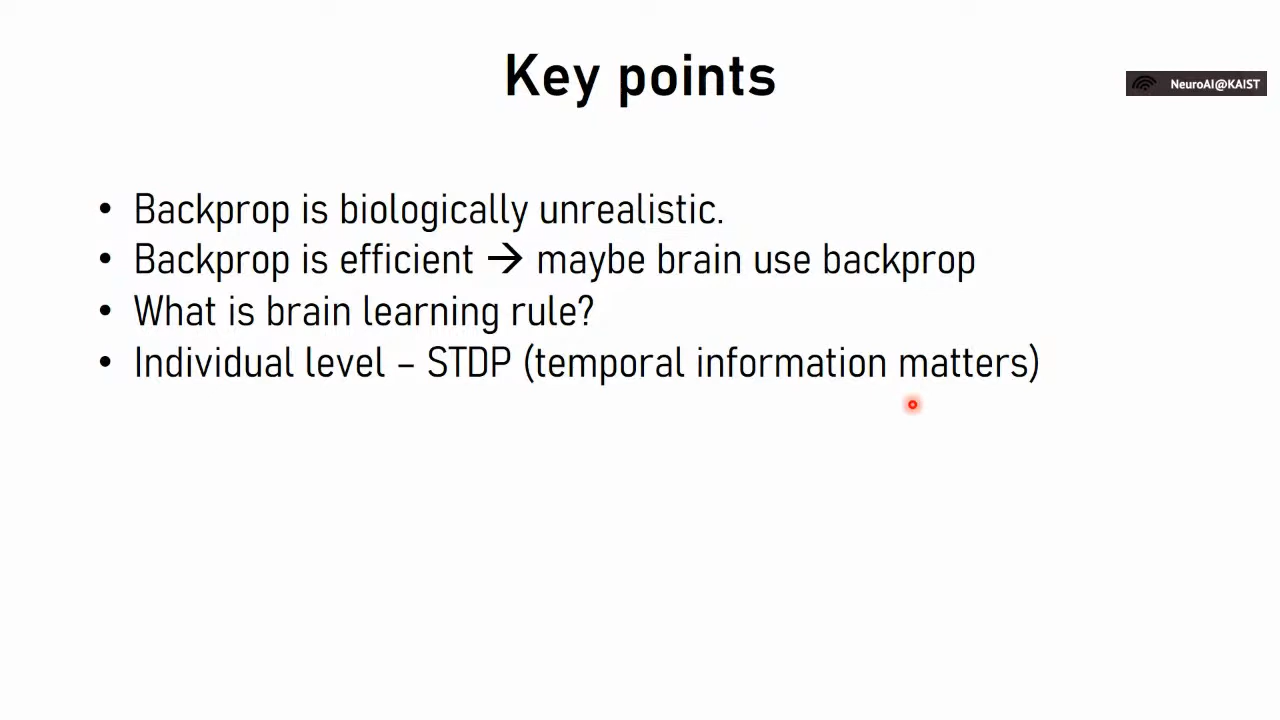 Key points
NeuroAI@KAIST
• Backprop is biologically unrealistic.
• Backprop is efficient → maybe brain use backprop
• What is brain learning rule?
• Individual level – STDP (temporal information matters)